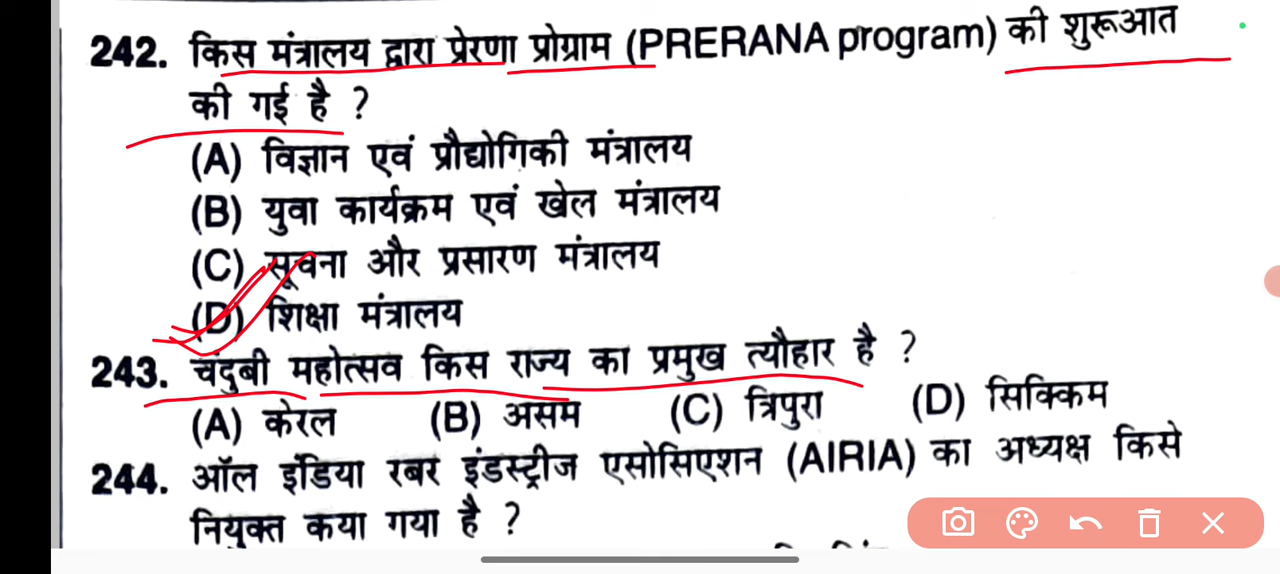 242. किस मंत्रालय द्वारा प्रेरणा प्रोग्राम (PRERANA program) की शुरूआत
की गई है ?
(A) विज्ञान एवं प्रौद्योगिकी मंत्रालय
(B) युवा कार्यक्रम एवं खेल मंत्रालय
(C) सूचना और प्रसारण मंत्रालय
(D) शिक्षा मंत्रालय
243. चंदुबी महोत्सव किस राज्य का प्रमुख त्यौहार है ?
(A) केरल (B) असम (C) त्रिपुरा (D) सिक्किम
244. ऑल इंडिया रबर इंडस्ट्रीज एसोसिएशन (AIRIA) का अध्यक्ष किसे
नियुक्त कया गया है ?